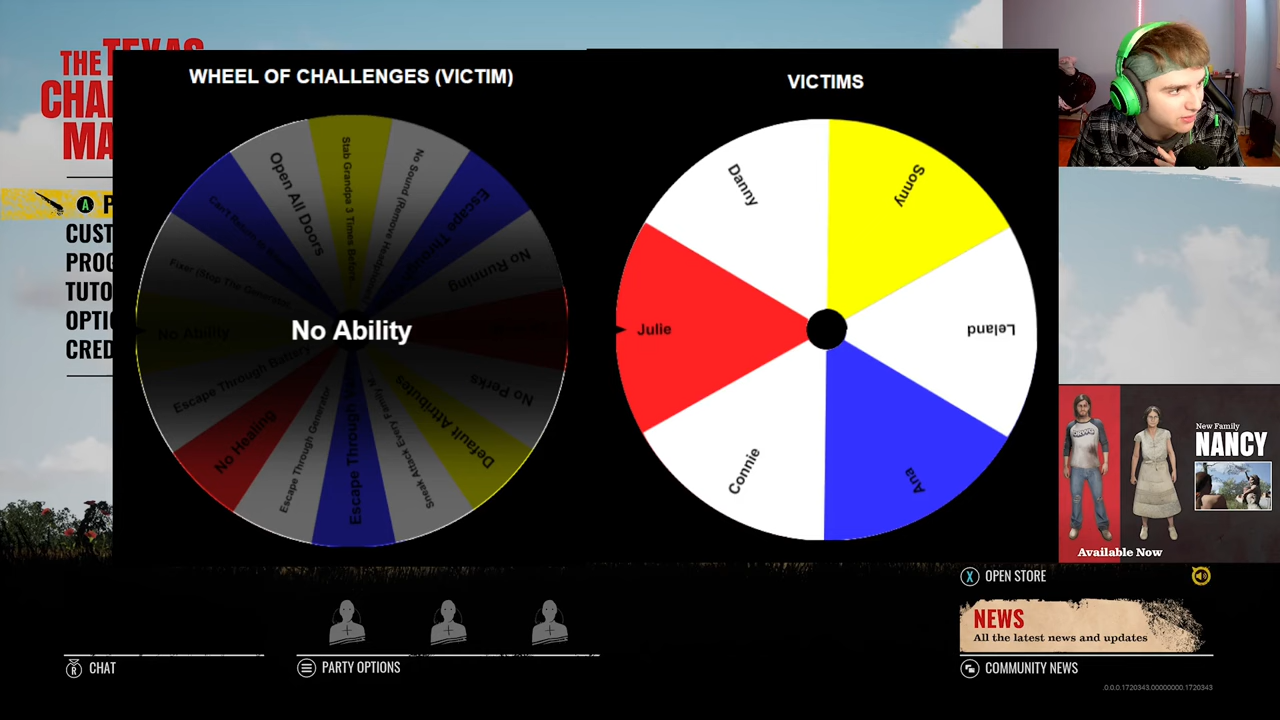 THE TEXAS
CHAI
MA
WHEEL OF CHALLENGES (VICTIM)
VICTIMS
A P
CUST
PROG
TUTO
OPTIO
CRED
Open All Doors
Stab Grandpa 3 Times Before
No Sound (Remove Headphones)
Escape Through
No Running
No Perks
Default Attributes
Sneak Attack Every Family M...
Escape Through
Escape Through Generator
No Healing
Escape Through Battery
No Ability
Fixer (Stop The Generator
Can't Return to
No Ability
Danny
Sonny
Leland
Ana
Connie
Julie
New Family
NANCY
Available Now
X OPEN STORE
NEWS
All the latest news and updates
COMMUNITY NEWS
R CHAT
PARTY OPTIONS
.0.0.0.1720343.00000000.1720343